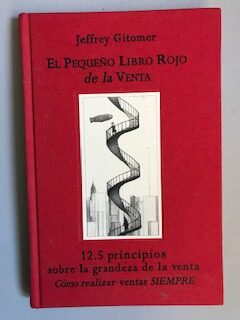 Jeffrey Gitomer
EL PEQUEÑO LIBRO ROJO
de la VENTA
12.5 principios
sobre la grandeza de la venta
Cómo realizar ventas SIEMPRE